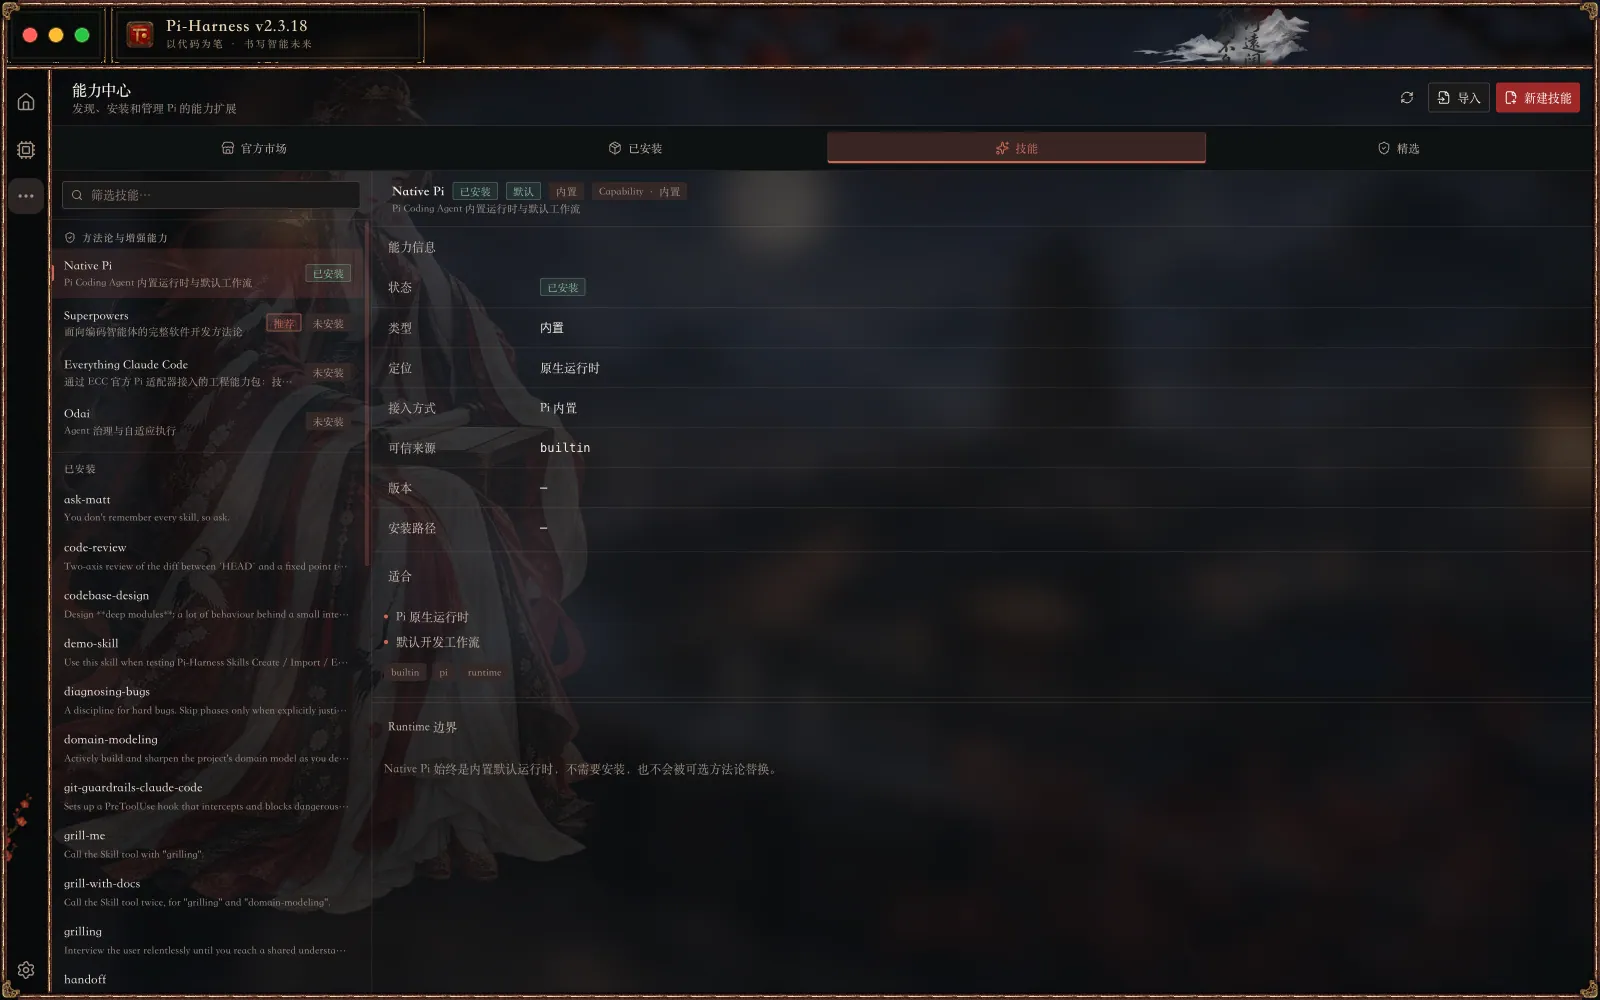 Pi-Harness v2.3.18
以代码为笔 · 书写智能未来
能力中心
发现、安装和管理 Pi 的能力扩展
导入
新建技能
官方市场
已安装
技能
精选
筛选技能…
方法论与增强能力
Native Pi
Pi Coding Agent 内置运行时与默认工作流
已安装
Superpowers
面向编码智能体的完整软件开发方法论
推荐
未安装
Everything Claude Code
通过 ECC 官方 Pi 适配器接入的工程能力包：技…
未安装
Odai
Agent 治理与自适应执行
未安装
已安装
ask-matt
You don't remember every skill, so ask.
code-review
Two-axis review of the diff between `HEAD` and a fixed point t…
codebase-design
Design **deep modules**: a lot of behaviour behind a small inte…
demo-skill
Use this skill when testing Pi-Harness Skills Create / Import / E…
diagnosing-bugs
A discipline for hard bugs. Skip phases only when explicitly justi…
domain-modeling
Actively build and sharpen the project's domain model as you de…
git-guardrails-claude-code
Sets up a PreToolUse hook that intercepts and blocks dangerous…
grill-me
Call the Skill tool with "grilling".
grill-with-docs
Call the Skill tool twice, for "grilling" and "domain-modeling".
grilling
Interview the user relentlessly until you reach a shared understa…
handoff
Native Pi 已安装 默认 内置 Capability · 内置
Pi Coding Agent 内置运行时与默认工作流
能力信息
状态 已安装
类型 内置
定位 原生运行时
接入方式 Pi 内置
可信来源 builtin
版本 —
安装路径 —
适合
• Pi 原生运行时
• 默认开发工作流
builtin pi runtime
Runtime 边界
Native Pi 始终是内置默认运行时，不需要安装，也不会被可选方法论替换。